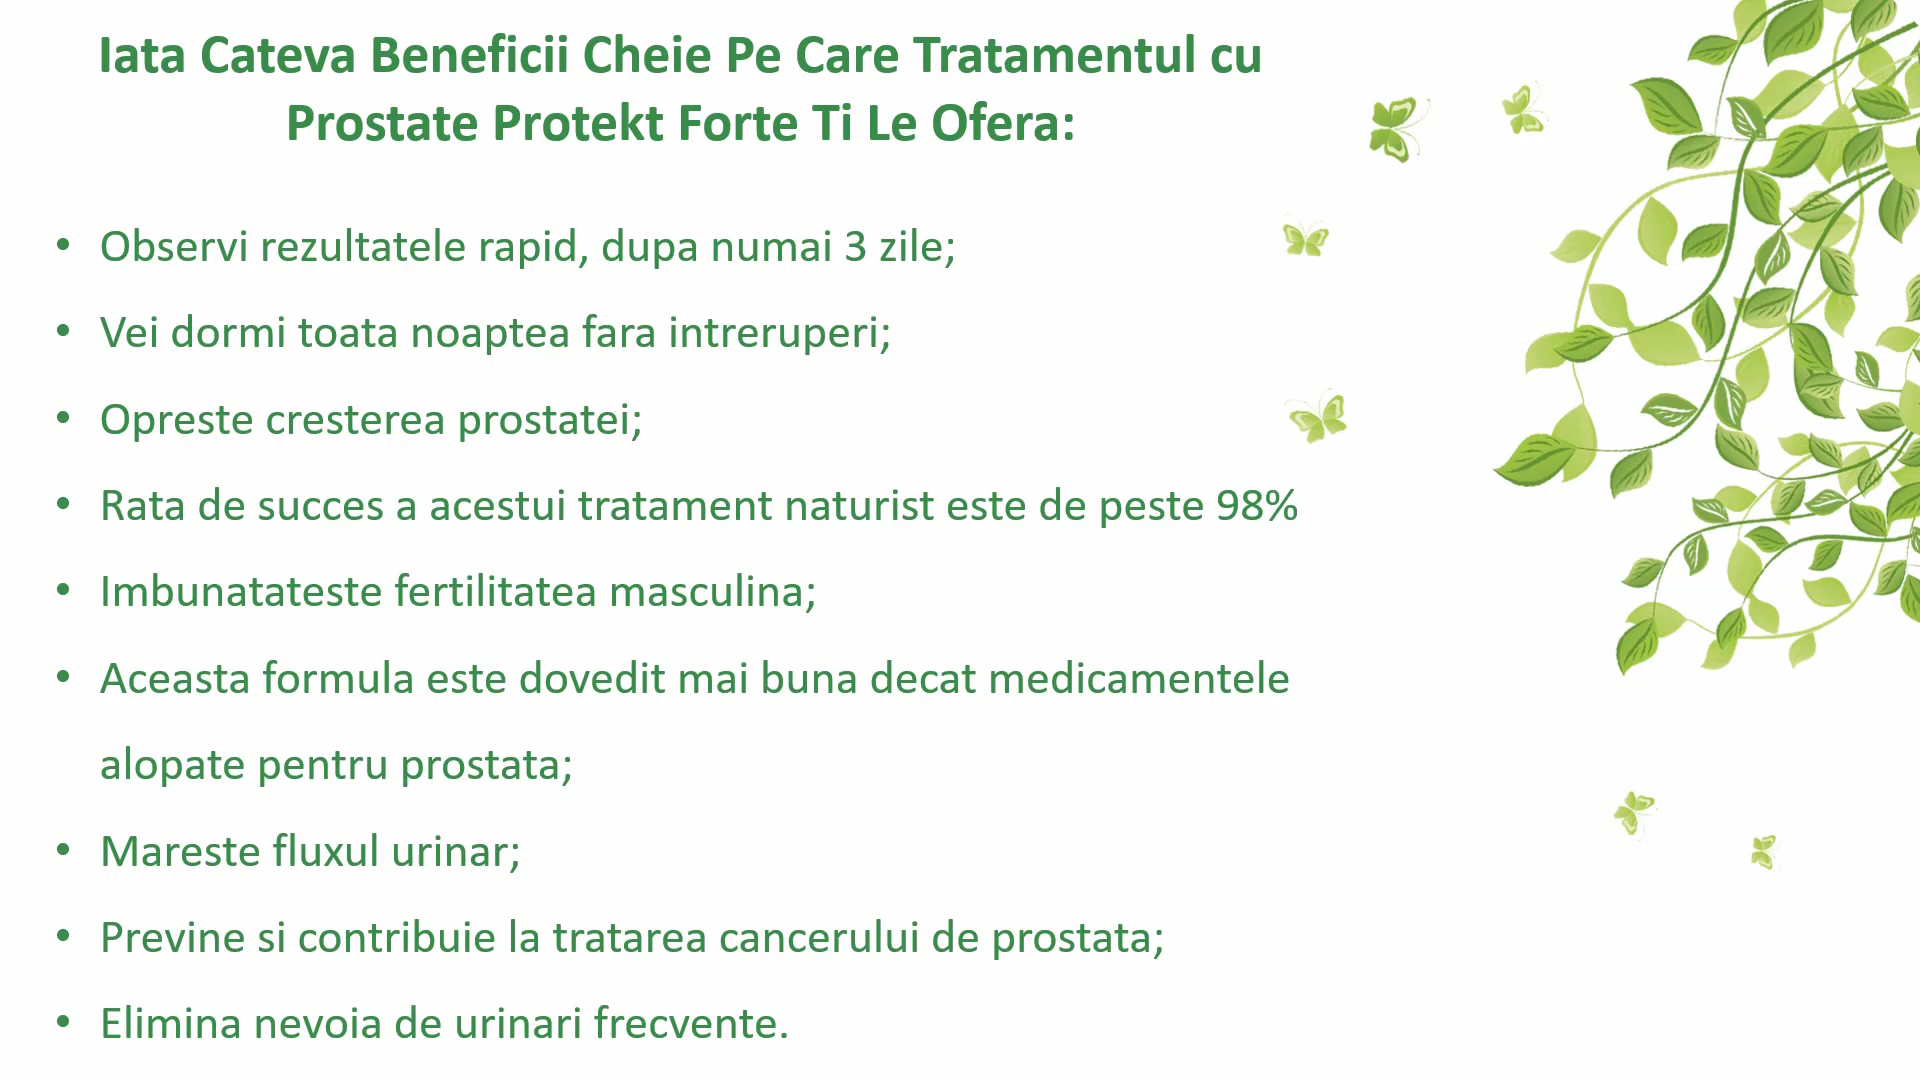 Iata Cateva Beneficii Cheie Pe Care Tratamentul cu
Prostate Protekt Forte Ti Le Ofera:
• Observi rezultatele rapid, dupa numai 3 zile;
• Vei dormi toata noaptea fara intreruperi;
• Opreste cresterea prostatei;
• Rata de succes a acestui tratament naturist este de peste 98%
• Imbunatateste fertilitatea masculina;
• Aceasta formula este dovedit mai buna decat medicamentele
alopate pentru prostata;
• Mareste fluxul urinar;
• Previne si contribuie la tratarea cancerului de prostata;
• Elimina nevoia de urinari frecvente.